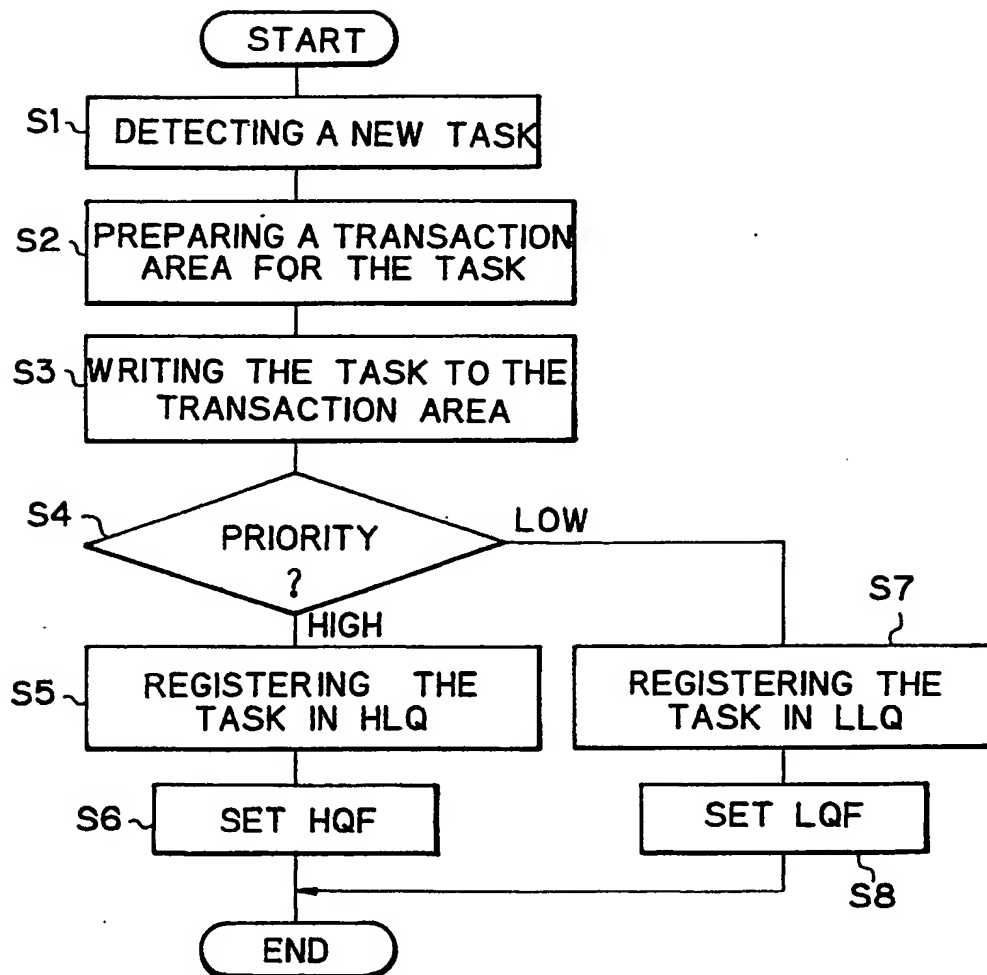 START
S1
DETECTING A NEW TASK
S2
PREPARING A TRANSACTION
AREA FOR THE TASK
S3
WRITING THE TASK TO THE
TRANSACTION AREA
S4
PRIORITY
?
LOW
HIGH
S5
REGISTERING THE
TASK IN HLQ
S7
REGISTERING THE
TASK IN LLQ
S6
SET HQF
SET LQF
S8
END